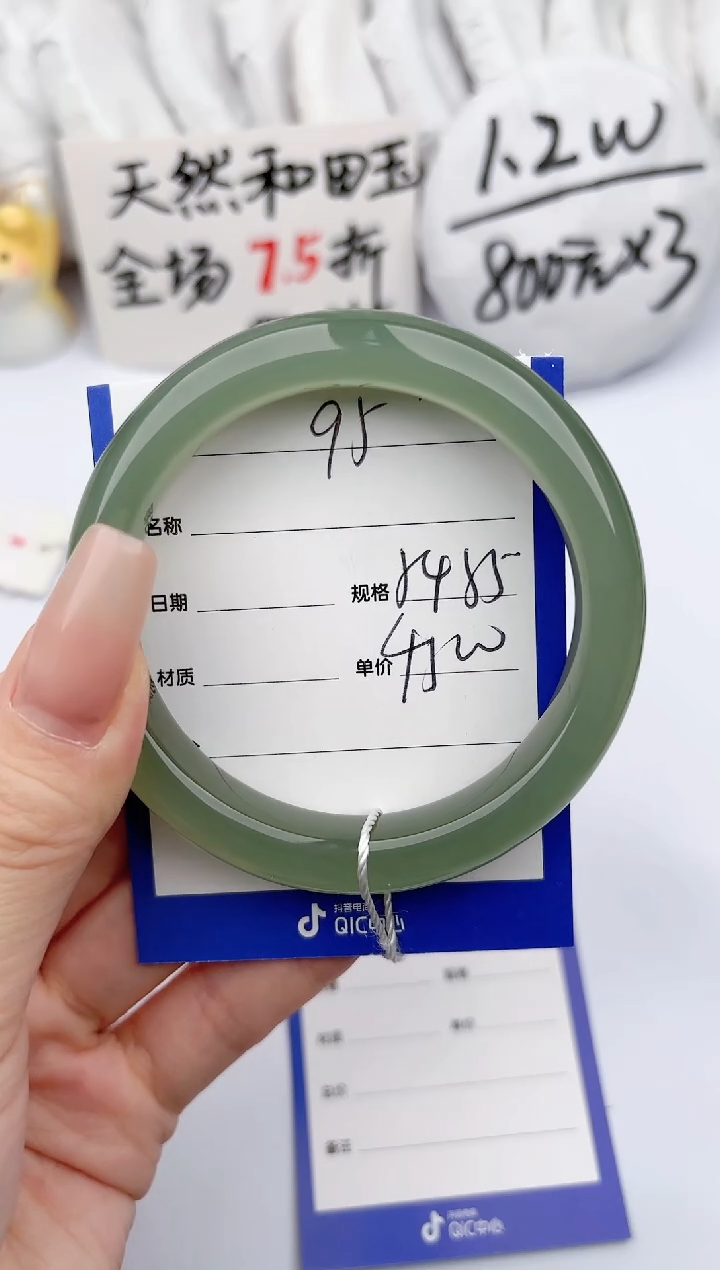 天然和田玉
全场7.5折
1.2w
800元x3
95
名称
日期 规格
材质 单价
抖音电商
QIC中心
QIC中心